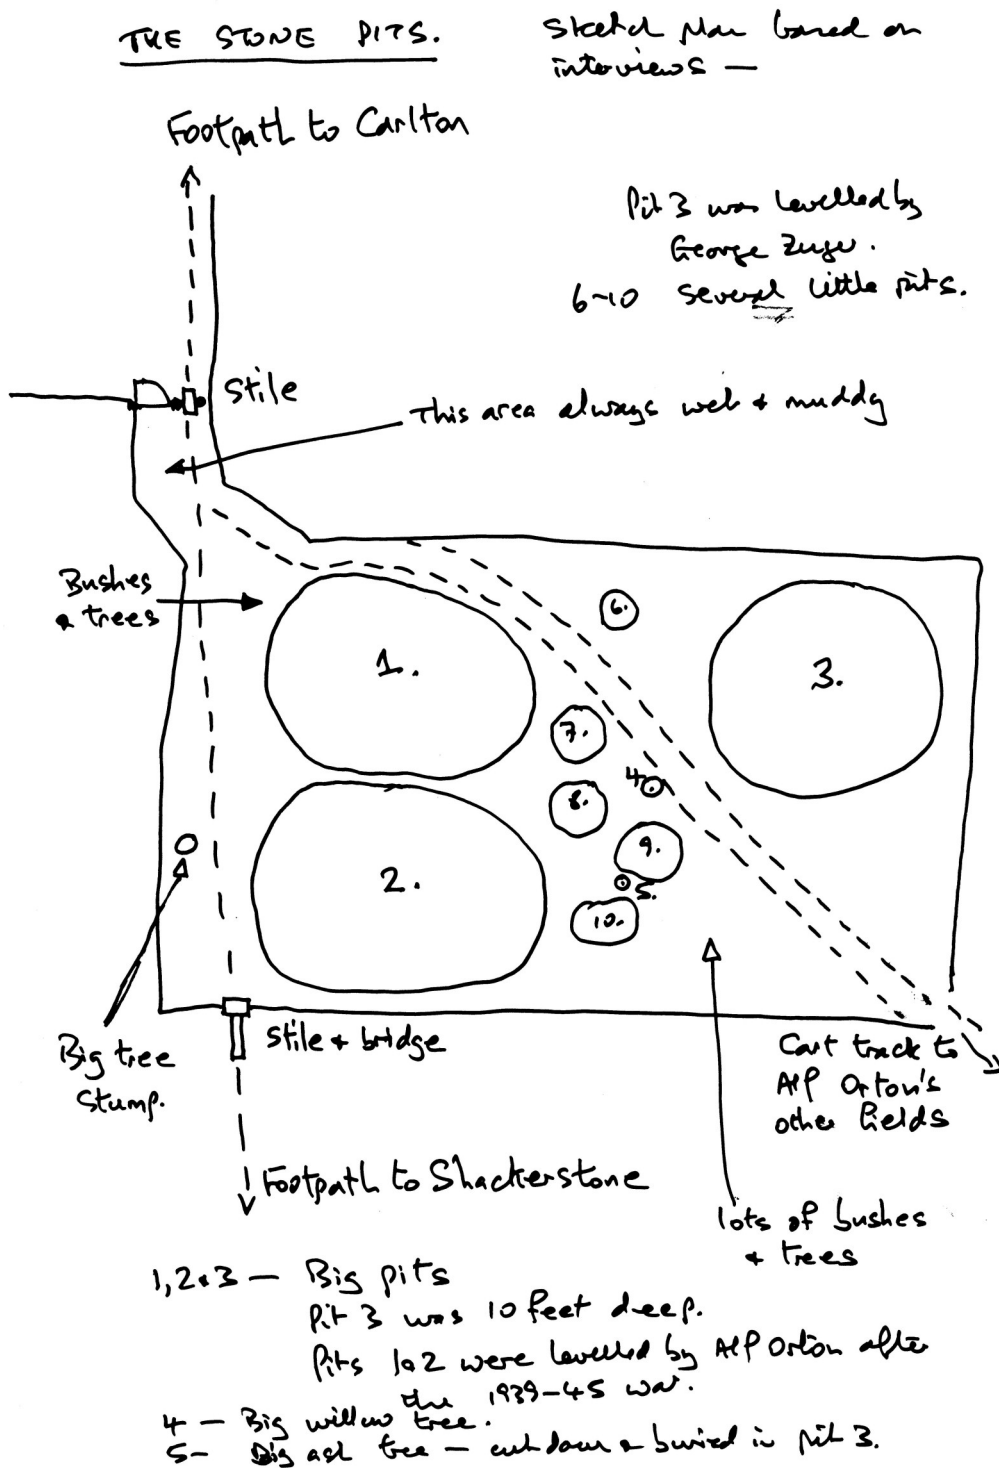 THE STONE PITS.
Sketch Plan based on
interviews —
Footpath to Carlton
Pit 3 was levelled by
George
6-10 several little pits.
Stile
This area always wet & muddy
Bushes
& trees
1.
2.
3.
6.
7.
4
8.
9.
5.
10.
Big tree
stump.
Stile & bridge
Cart track to
Alf Orton's
other fields
Footpath to Shackerstone
lots of bushes
& trees
1,2 & 3 — Big pits
Pit 3 was 10 feet deep.
Pits 1 & 2 were levelled by Alf Orton after
the 1939-45 war.
4 — Big willow tree.
5 — Big ash tree — cut down & buried in pit 3.